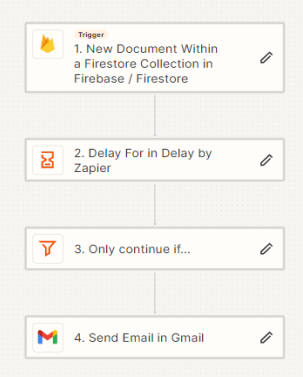 Trigger
1. New Document Within
a Firestore Collection in
Firebase / Firestore
2. Delay For in Delay by
Zapier
3. Only continue if...
4. Send Email in Gmail